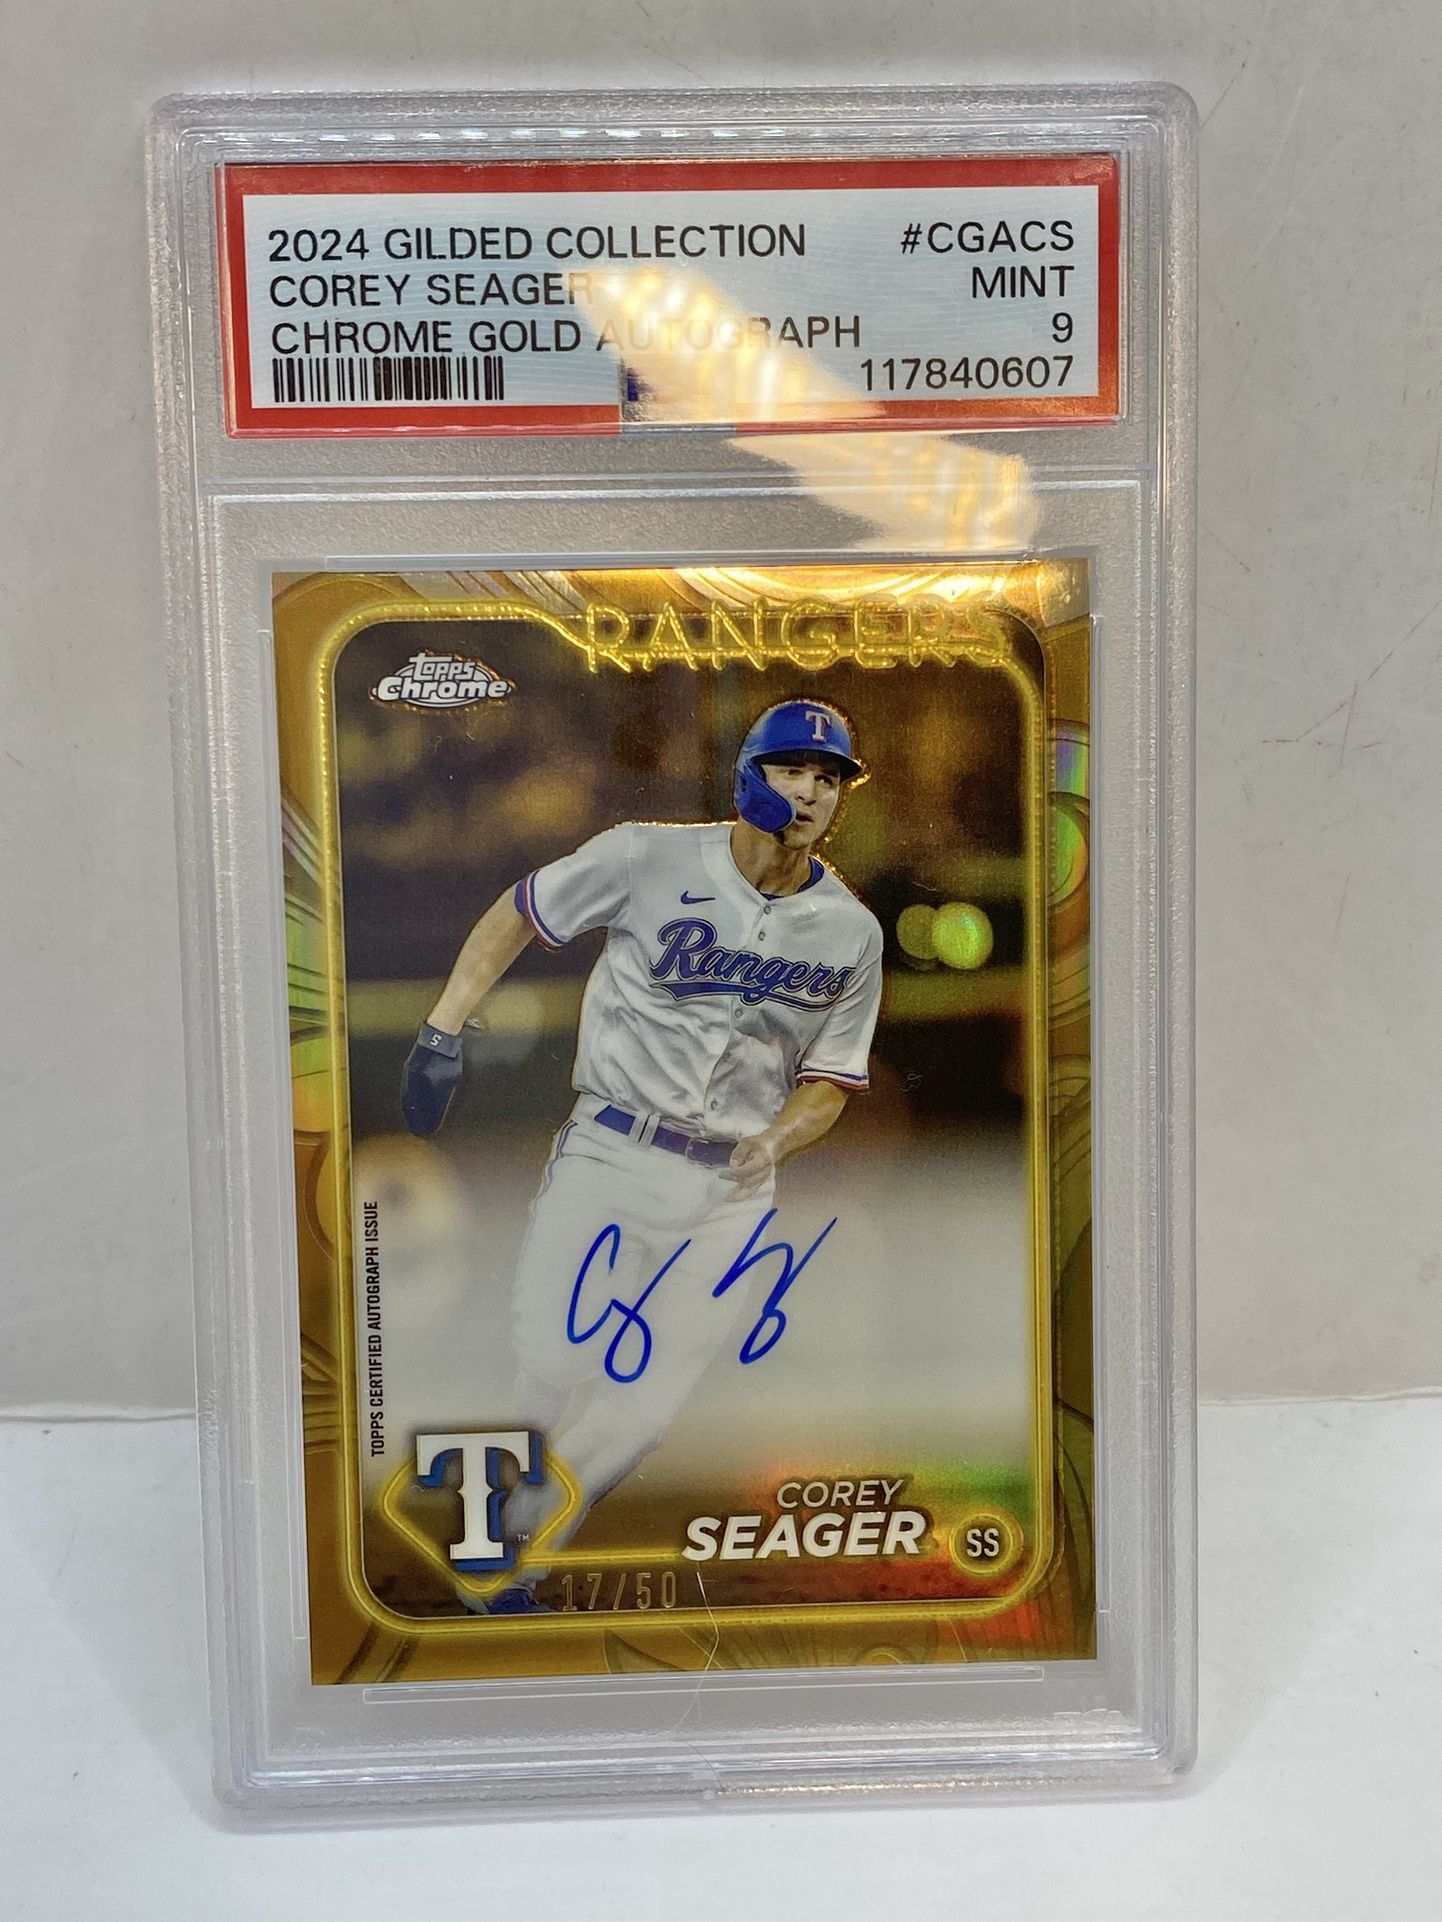 2024 GILDED COLLECTION #CGACS
COREY SEAGER MINT
CHROME GOLD AUTOGRAPH 9
117840607
RANGERS
topps
Chrome
T
Rangers
S
TOPPS CERTIFIED AUTOGRAPH ISSUE
T
TM
COREY
SEAGER
SS
17/50